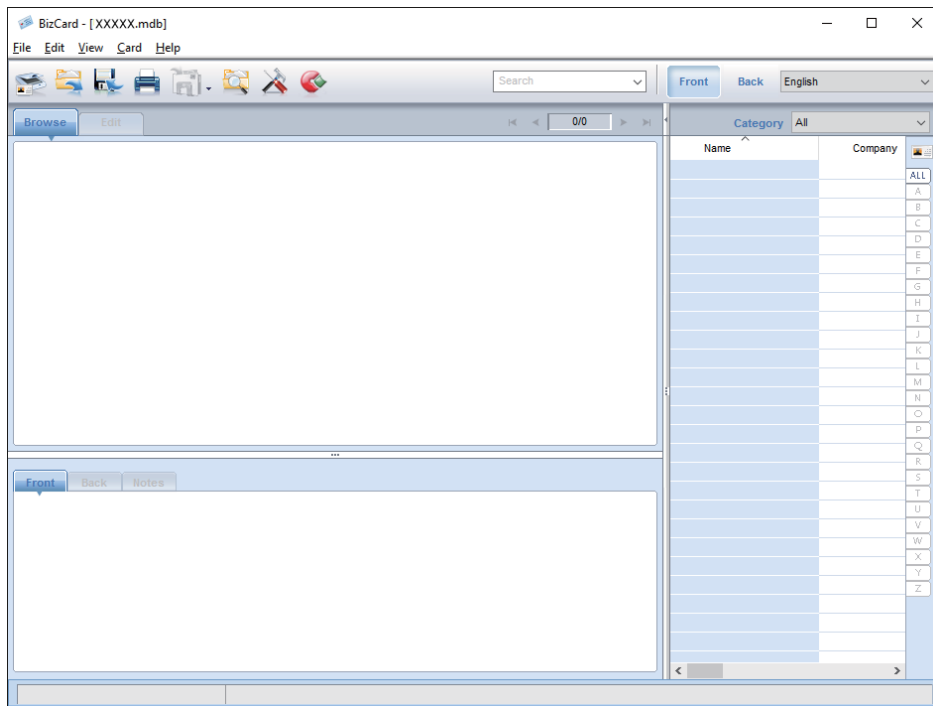 BizCard - [XXXXX.mdb]
File Edit View Card Help
Search
Front Back English
Browse Edit 0/0
Category All
Name Company
ALL
A
B
C
D
E
F
G
H
I
J
K
L
M
N
O
P
Q
R
S
T
U
V
W
X
Y
Z
Front Back Notes